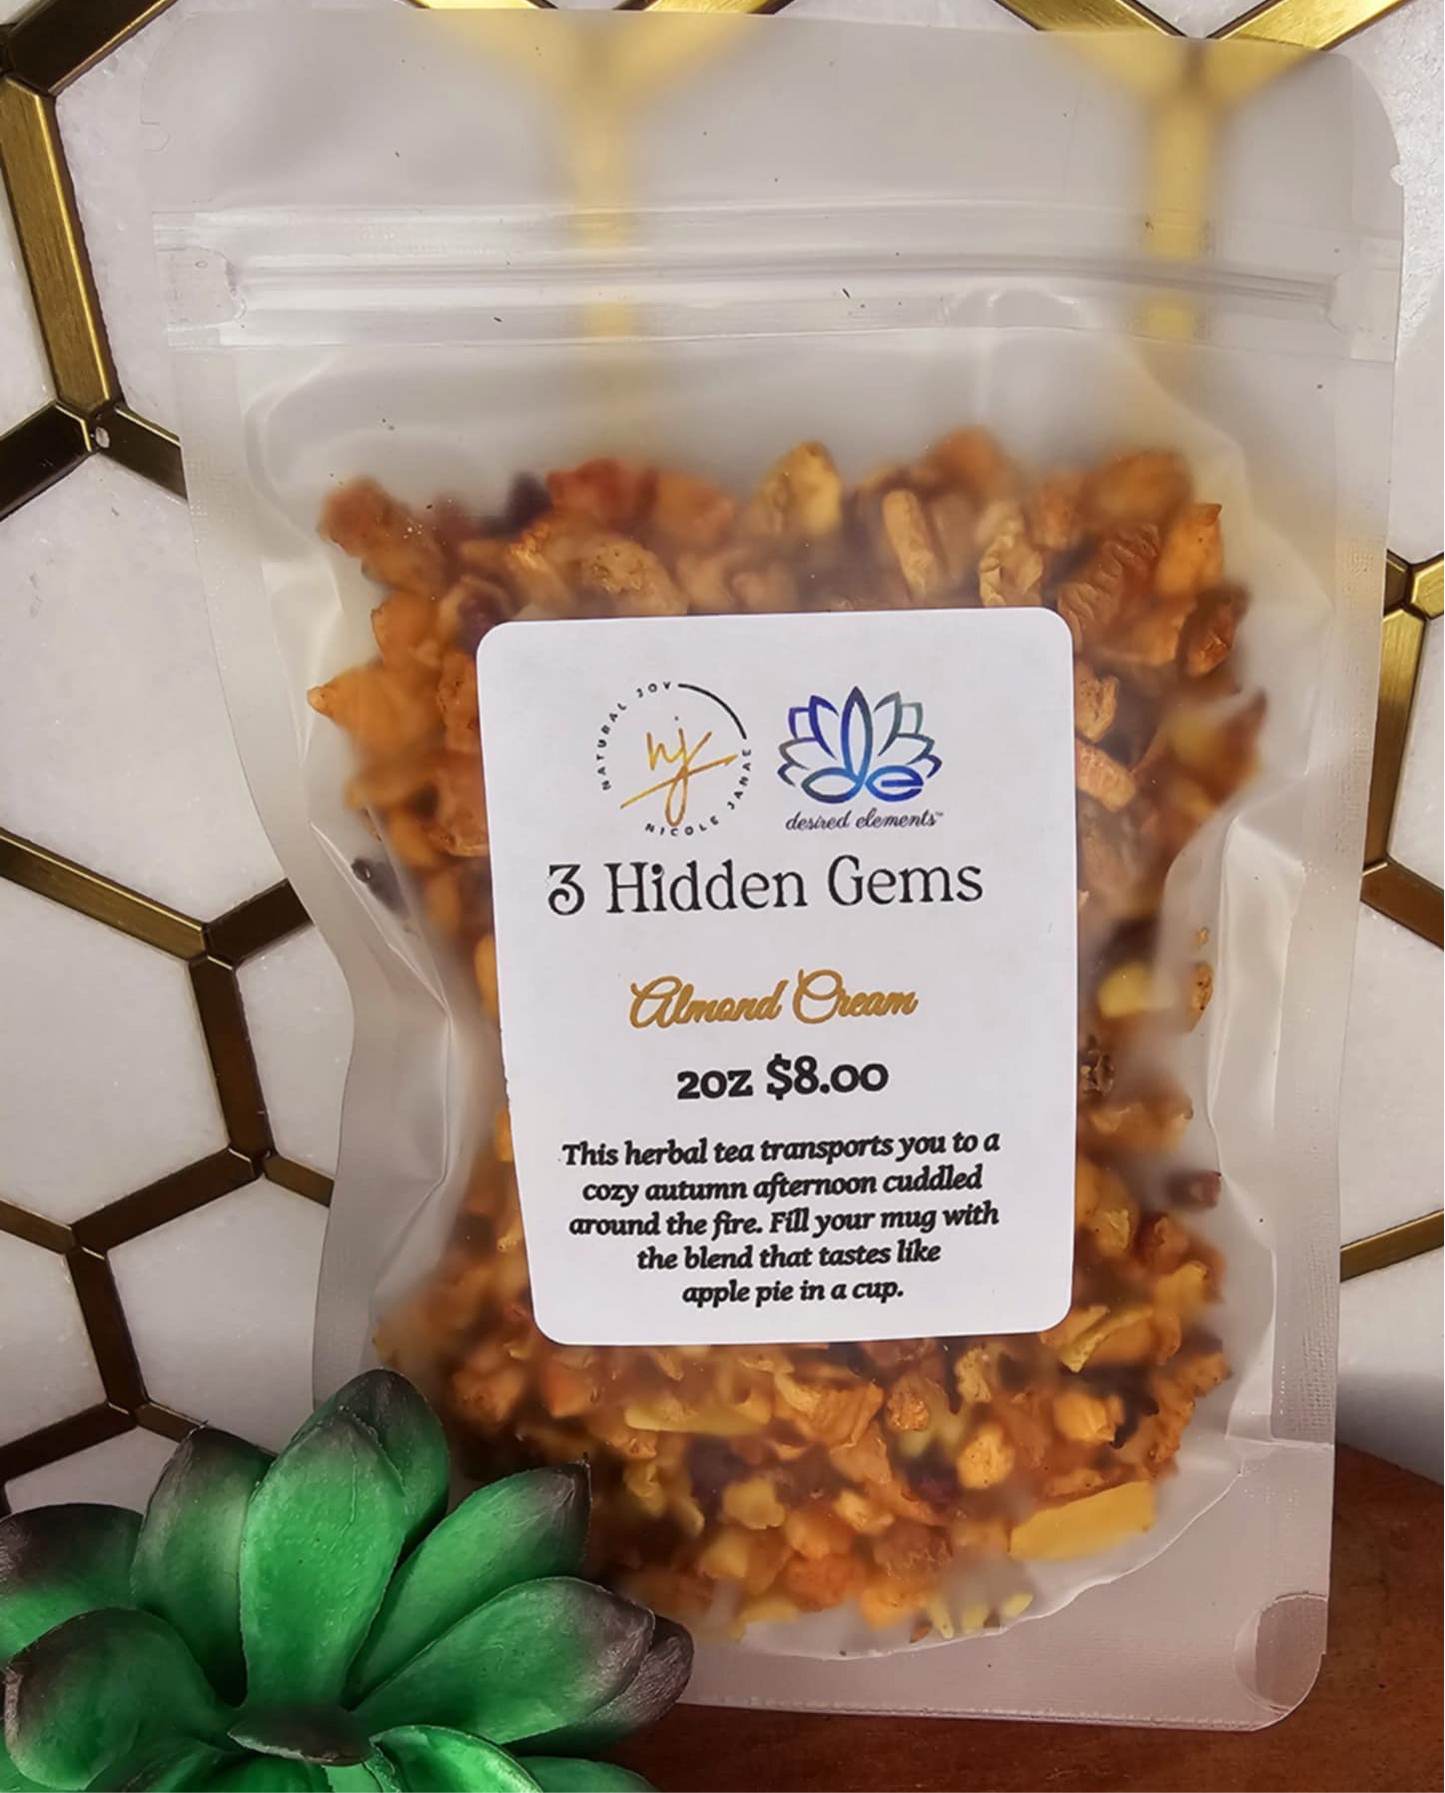 NATURAL JOY
nj
NICOLE JANAE
de
desired elements™
3 Hidden Gems
Almond Cream
2oz $8.00
This herbal tea transports you to a
cozy autumn afternoon cuddled
around the fire. Fill your mug with
the blend that tastes like
apple pie in a cup.